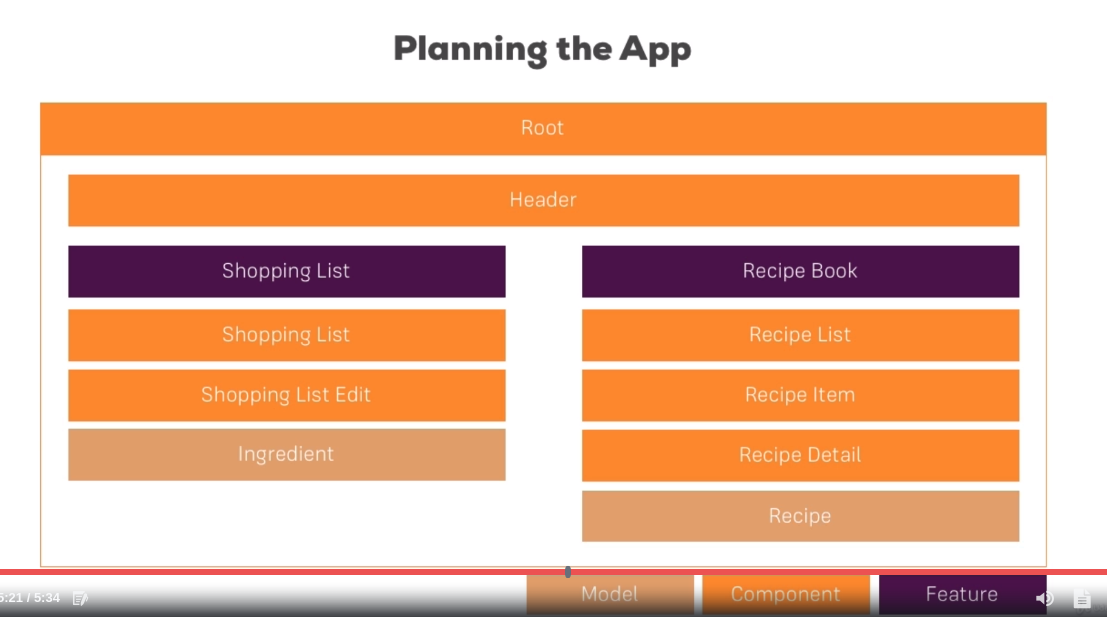 Planning the App
Root
Header
Shopping List
Recipe Book
Shopping List
Recipe List
Shopping List Edit
Recipe Item
Ingredient
Recipe Detail
Recipe
5:21 / 5:34
Model
Component
Feature